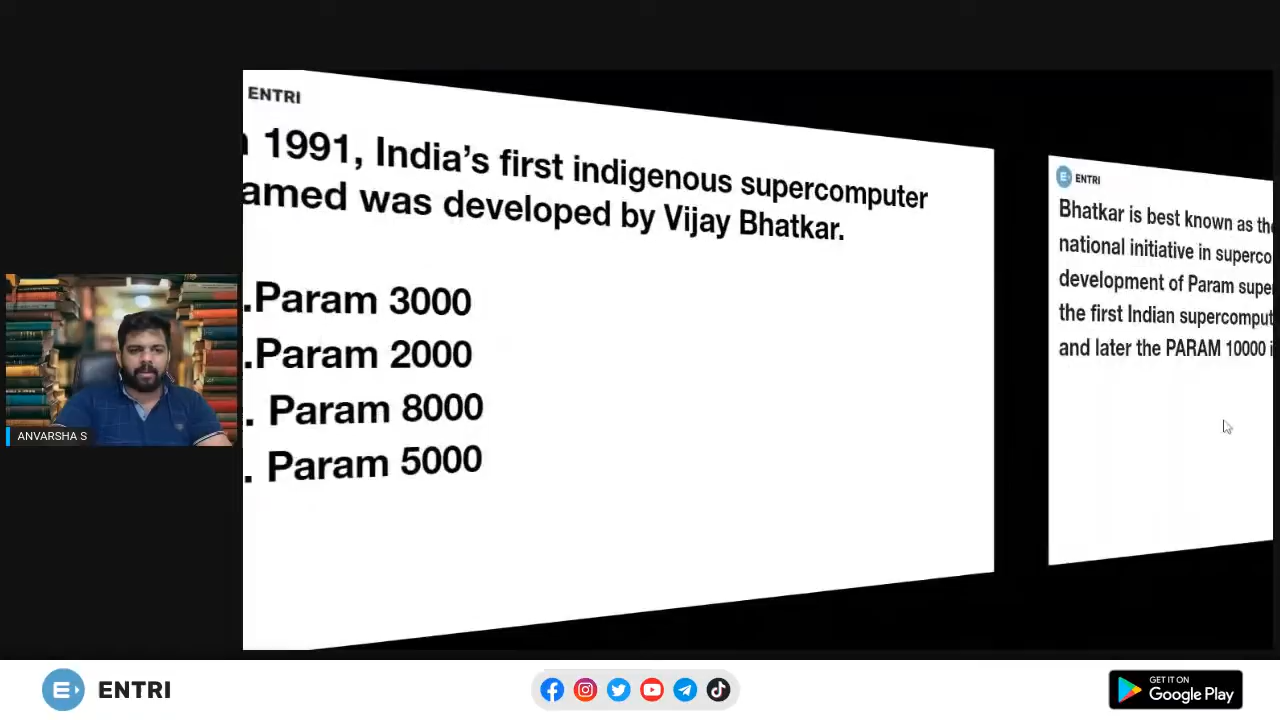 ENTRI
1991, India's first indigenous supercomputer
amed was developed by Vijay Bhatkar.
.Param 3000
.Param 2000
. Param 8000
. Param 5000
ENTRI
Bhatkar is best known as the
national initiative in superco
development of Param supe
the first Indian supercomput
and later the PARAM 10000 i
ANVARSHA S
ENTRI
GET IT ON
Google Play